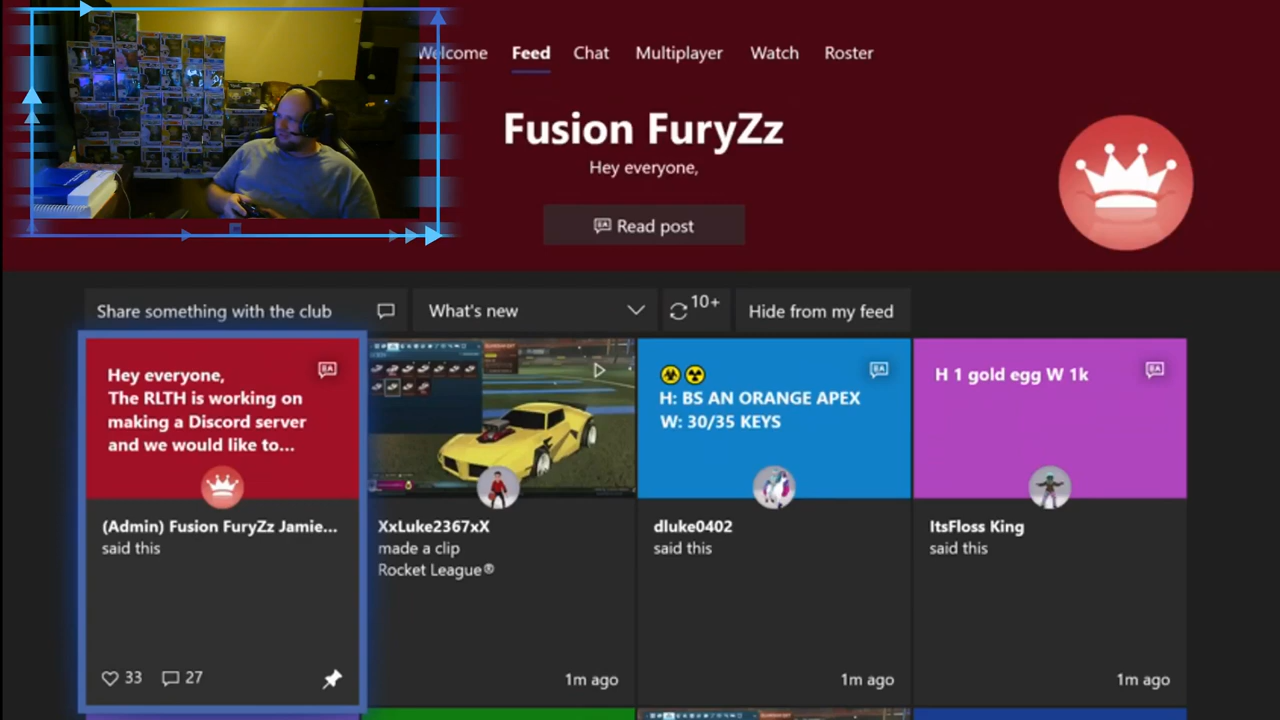 Welcome Feed Chat Multiplayer Watch Roster
Fusion FuryZz
Hey everyone,
Read post
Share something with the club
What's new
10+
Hide from my feed
Hey everyone,
The RLTH is working on
making a Discord server
and we would like to...
(Admin) Fusion FuryZz Jamie...
said this
33 27
XxLuke2367xX
made a clip
Rocket League®
1m ago
H: BS AN ORANGE APEX
W: 30/35 KEYS
dluke0402
said this
1m ago
H 1 gold egg W 1k
ItsFloss King
said this
1m ago